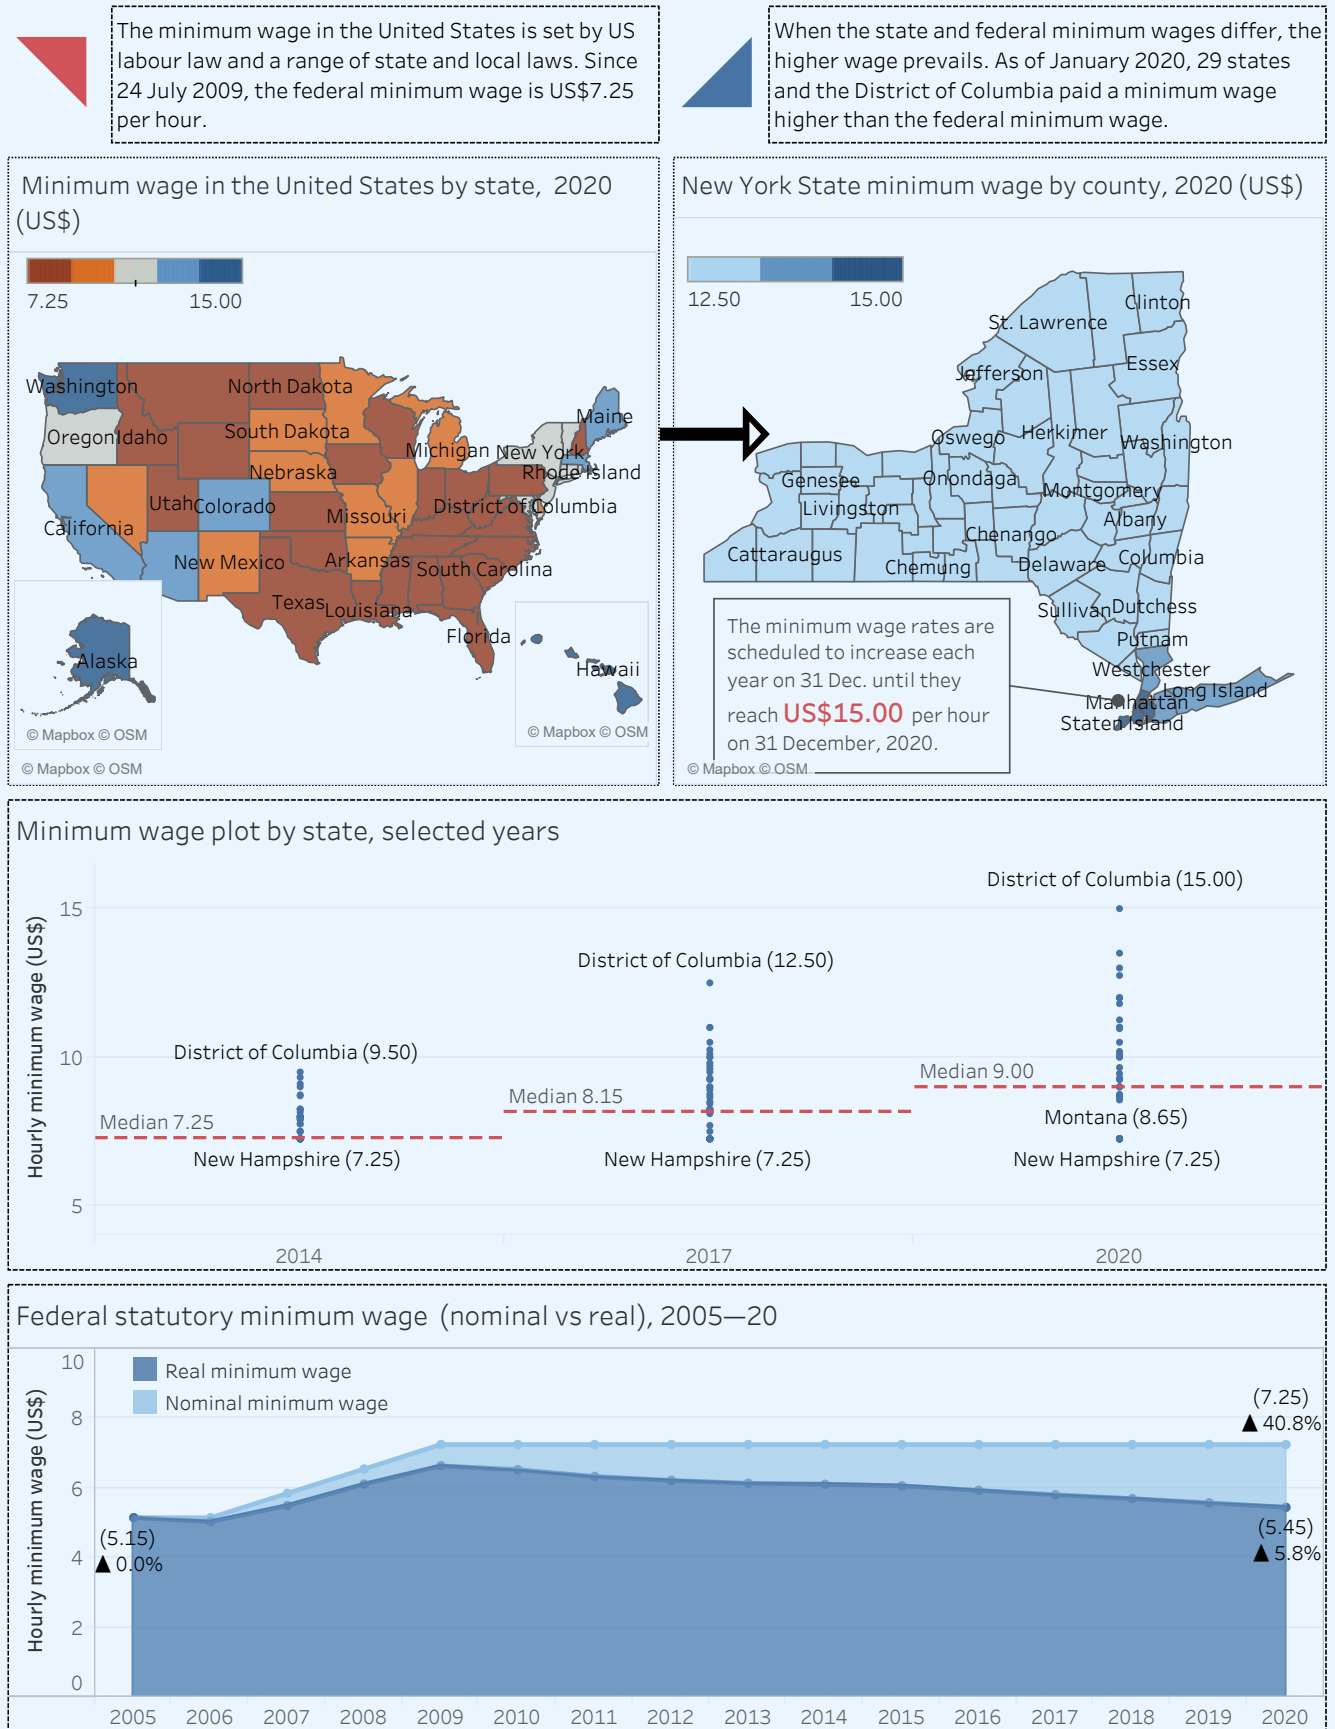 The minimum wage in the United States is set by US
labour law and a range of state and local laws. Since
24 July 2009, the federal minimum wage is US$7.25
per hour.
When the state and federal minimum wages differ, the
higher wage prevails. As of January 2020, 29 states
and the District of Columbia paid a minimum wage
higher than the federal minimum wage.
Minimum wage in the United States by state, 2020
(US$)
7.25 15.00
Washington
North Dakota
Maine
Oregon
Idaho
South Dakota
Michigan
New York
Nebraska
Rhode Island
Utah
Colorado
Missouri
District of Columbia
California
New Mexico
Arkansas
South Carolina
Texas
Louisiana
Florida
Alaska
Hawaii
© Mapbox © OSM
© Mapbox © OSM
© Mapbox © OSM
New York State minimum wage by county, 2020 (US$)
12.50 15.00
Clinton
St. Lawrence
Essex
Jefferson
Oswego
Herkimer
Washington
Genesee
Onondaga
Montgomery
Livingston
Albany
Chenango
Cattaraugus
Chemung
Delaware
Columbia
Sullivan
Dutchess
Putnam
Westchester
Long Island
Manhattan
Staten Island
The minimum wage rates are
scheduled to increase each
year on 31 Dec. until they
reach US$15.00 per hour
on 31 December, 2020.
© Mapbox © OSM
Minimum wage plot by state, selected years
Hourly minimum wage (US$)
15
10
5
District of Columbia (9.50)
Median 7.25
New Hampshire (7.25)
District of Columbia (12.50)
Median 8.15
New Hampshire (7.25)
District of Columbia (15.00)
Median 9.00
Montana (8.65)
New Hampshire (7.25)
2014 2017 2020
Federal statutory minimum wage (nominal vs real), 2005—20
Hourly minimum wage (US$)
10
8
6
4
2
0
Real minimum wage
Nominal minimum wage
(7.25)
▲ 40.8%
(5.15)
▲ 0.0%
(5.45)
▲ 5.8%
2005 2006 2007 2008 2009 2010 2011 2012 2013 2014 2015 2016 2017 2018 2019 2020